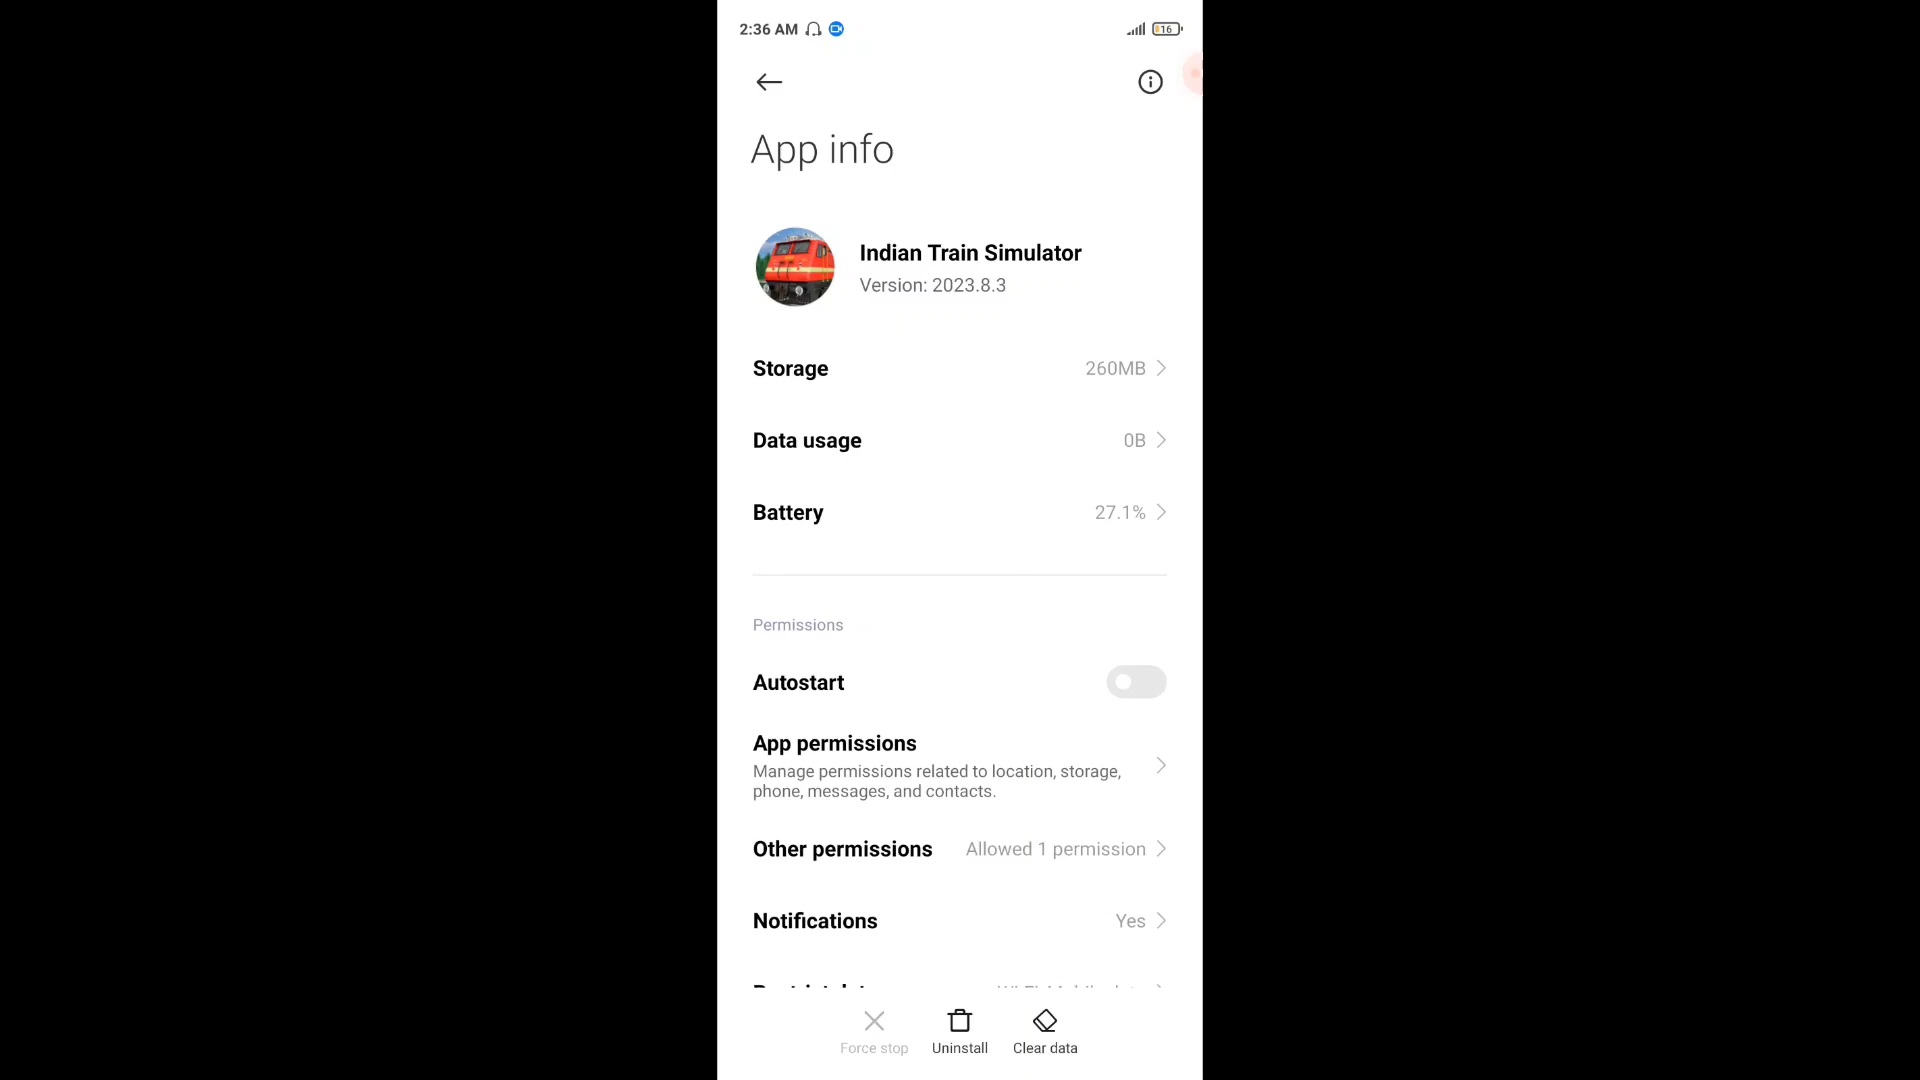 2:36 AM 16
App info
Indian Train Simulator
Version: 2023.8.3
Storage 260MB
Data usage 0B
Battery 27.1%
Permissions
Autostart
App permissions
Manage permissions related to location, storage,
phone, messages, and contacts.
Other permissions Allowed 1 permission
Notifications Yes
Force stop Uninstall Clear data